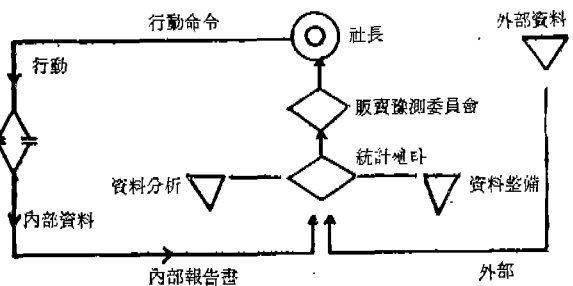 行動命令
社長
外部資料
行動
販賣豫測委員會
統計쎈타
資料分析
資料整備
內部資料
內部報告書
外部